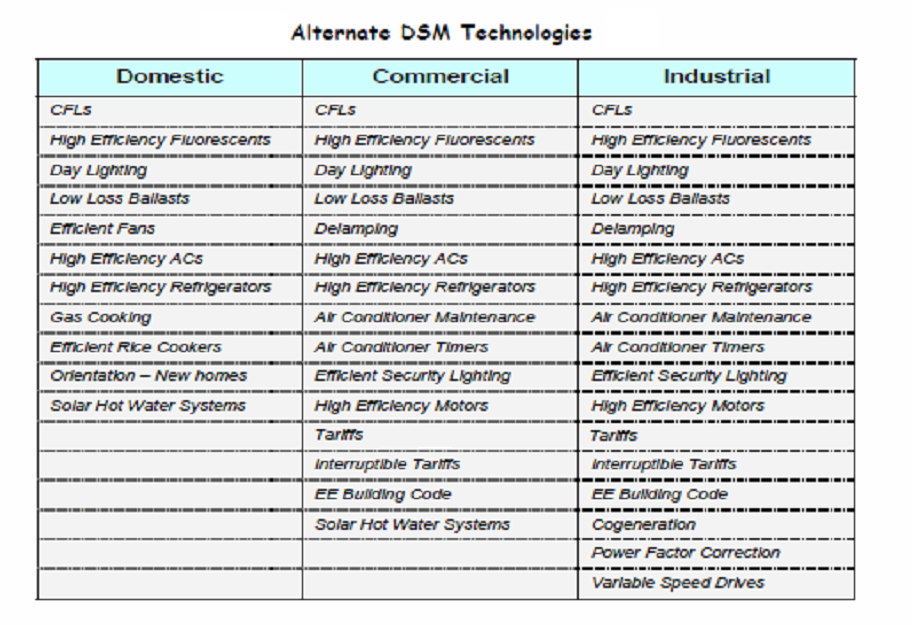 Alternate DSM Technologies
Domestic Commercial Industrial
CFLs CFLs CFLs
High Efficiency Fluorescents High Efficiency Fluorescents High Efficiency Fluorescents
Day Lighting Day Lighting Day Lighting
Low Loss Ballasts Low Loss Ballasts Low Loss Ballasts
Efficient Fans Delamping Delamping
High Efficiency ACs High Efficiency ACs High Efficiency ACs
High Efficiency Refrigerators High Efficiency Refrigerators High Efficiency Refrigerators
Gas Cooking Air Conditioner Maintenance Air Conditioner Maintenance
Efficient Rice Cookers Air Conditioner Timers Air Conditioner Timers
Orientation – New homes Efficient Security Lighting Efficient Security Lighting
Solar Hot Water Systems High Efficiency Motors High Efficiency Motors
Tariffs Tariffs
Interruptible Tariffs Interruptible Tariffs
EE Building Code EE Building Code
Solar Hot Water Systems Cogeneration
Power Factor Correction
Variable Speed Drives